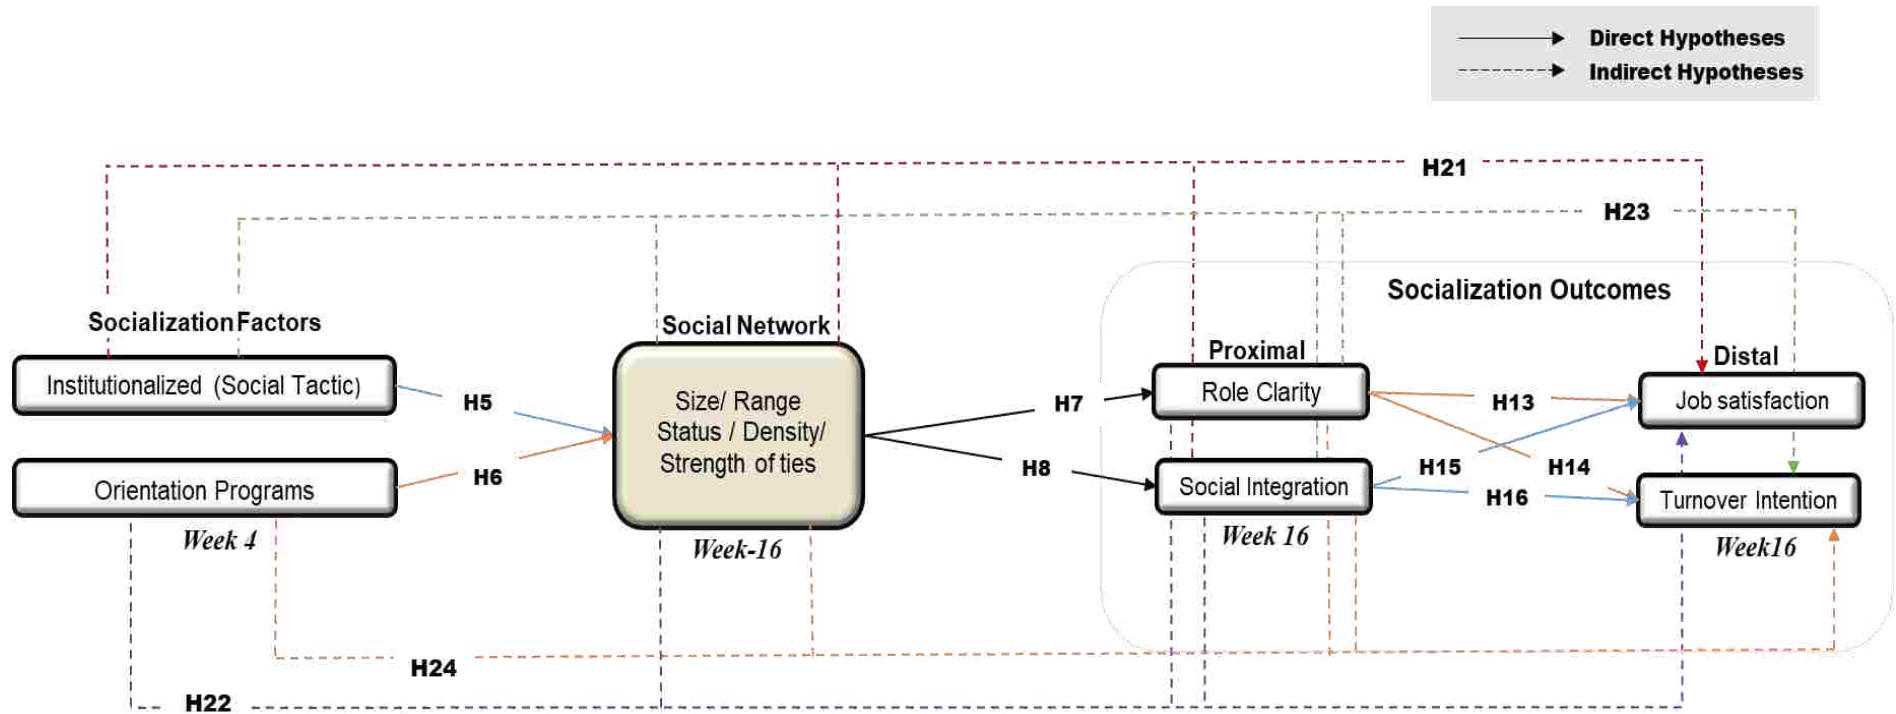 Direct Hypotheses
Indirect Hypotheses
H21
H23
Socialization Outcomes
Socialization Factors
Social Network
Proximal
Distal
Institutionalized (Social Tactic)
H5
Size/ Range
Status / Density/
Strength of ties
H7
Role Clarity
H13
Job satisfaction
Orientation Programs
H6
H8
Social Integration
H15
H14
H16
Turnover Intention
Week 4
Week-16
Week 16
Week16
H24
H22